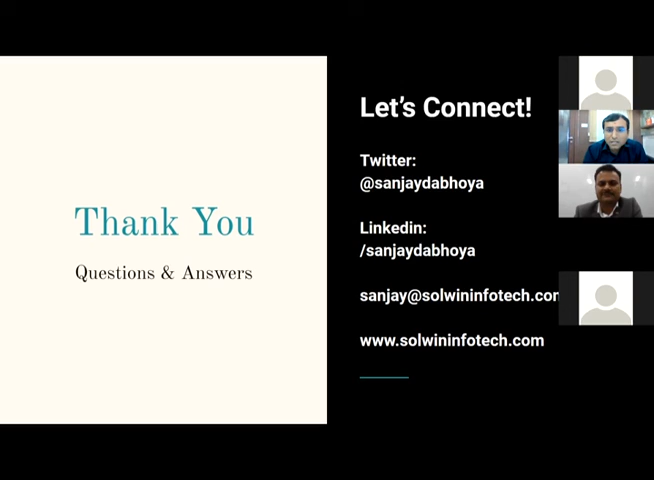 Thank You
Questions & Answers
Let's Connect!
Twitter:
@sanjaydabhoya
Linkedin:
/sanjaydabhoya
sanjay@solwininfotech.com
www.solwininfotech.com